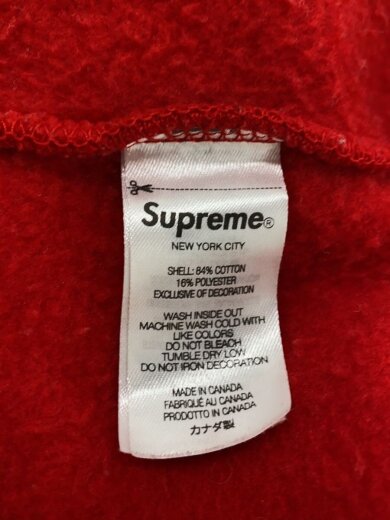 Supreme®
NEW YORK CITY
SHELL: 84% COTTON
16% POLYESTER
EXCLUSIVE OF DECORATION
WASH INSIDE OUT
MACHINE WASH COLD WITH
LIKE COLORS
DO NOT BLEACH
TUMBLE DRY LOW
DO NOT IRON DECORATION
MADE IN CANADA
FABRIQUÉ AU CANADA
PRODOTTO IN CANADA
カナダ製